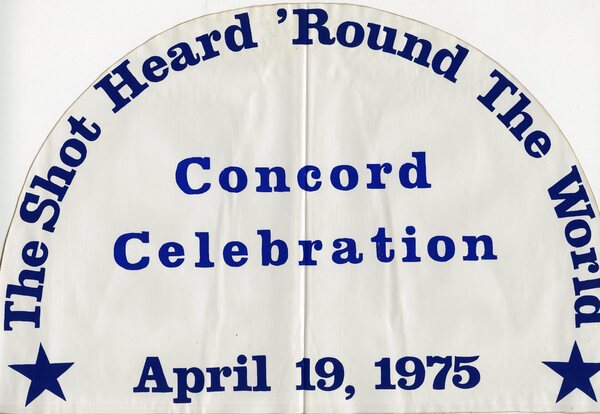 The Shot Heard ’Round The World
Concord
Celebration
April 19, 1975